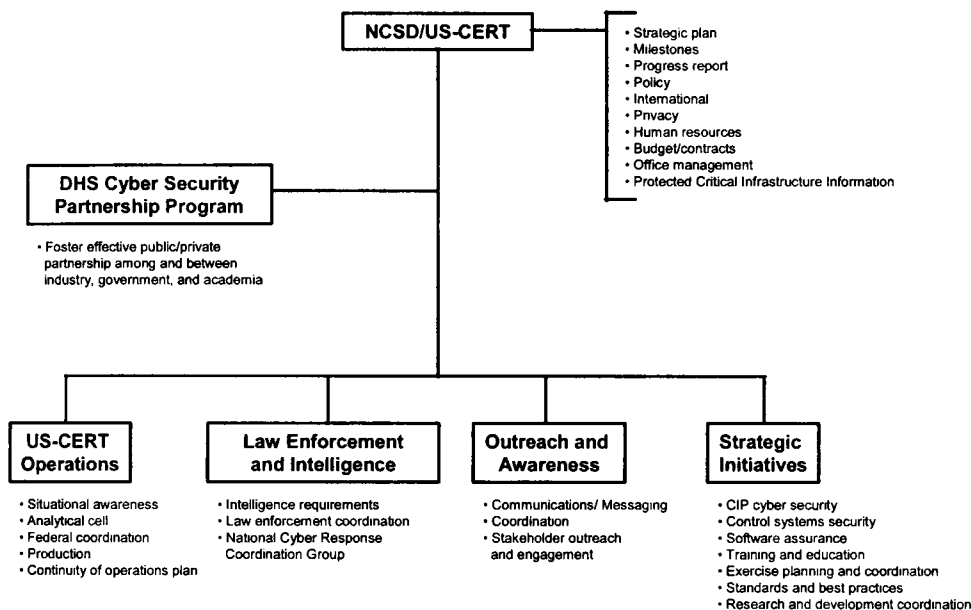 NCSD/US-CERT
• Strategic plan
• Milestones
• Progress report
• Policy
• International
• Privacy
• Human resources
• Budget/contracts
• Office management
• Protected Critical Infrastructure Information
DHS Cyber Security
Partnership Program
• Foster effective public/private
partnership among and between
industry, government, and academia
US-CERT
Operations
• Situational awareness
• Analytical cell
• Federal coordination
• Production
• Continuity of operations plan
Law Enforcement
and Intelligence
• Intelligence requirements
• Law enforcement coordination
• National Cyber Response
Coordination Group
Outreach and
Awareness
• Communications/ Messaging
• Coordination
• Stakeholder outreach
and engagement
Strategic
Initiatives
• CIP cyber security
• Control systems security
• Software assurance
• Training and education
• Exercise planning and coordination
• Standards and best practices
• Research and development coordination